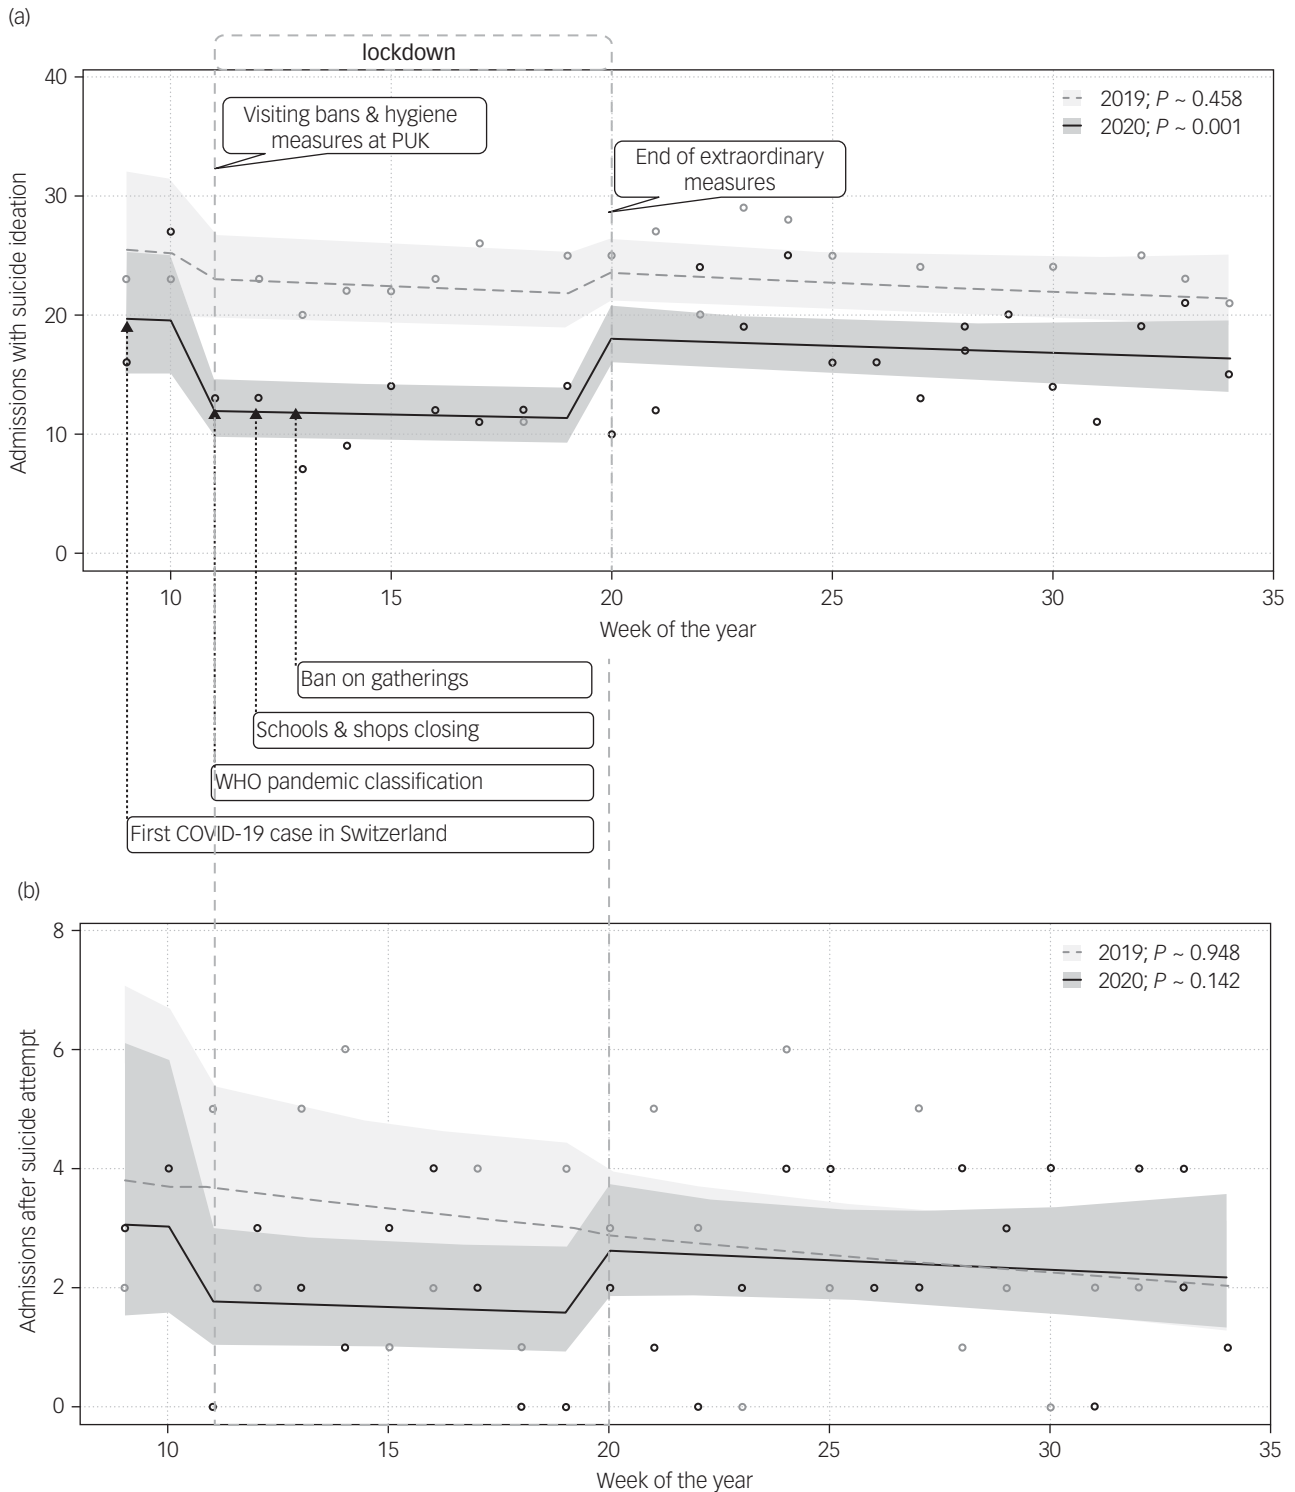 (a)
lockdown
Visiting bans & hygiene
measures at PUK
End of extraordinary
measures
2019; P ~ 0.458
2020; P ~ 0.001
Admissions with suicide ideation
40
30
20
10
0
10 15 20 25 30 35
Week of the year
Ban on gatherings
Schools & shops closing
WHO pandemic classification
First COVID-19 case in Switzerland
(b)
2019; P ~ 0.948
2020; P ~ 0.142
Admissions after suicide attempt
8
6
4
2
0
10 15 20 25 30 35
Week of the year